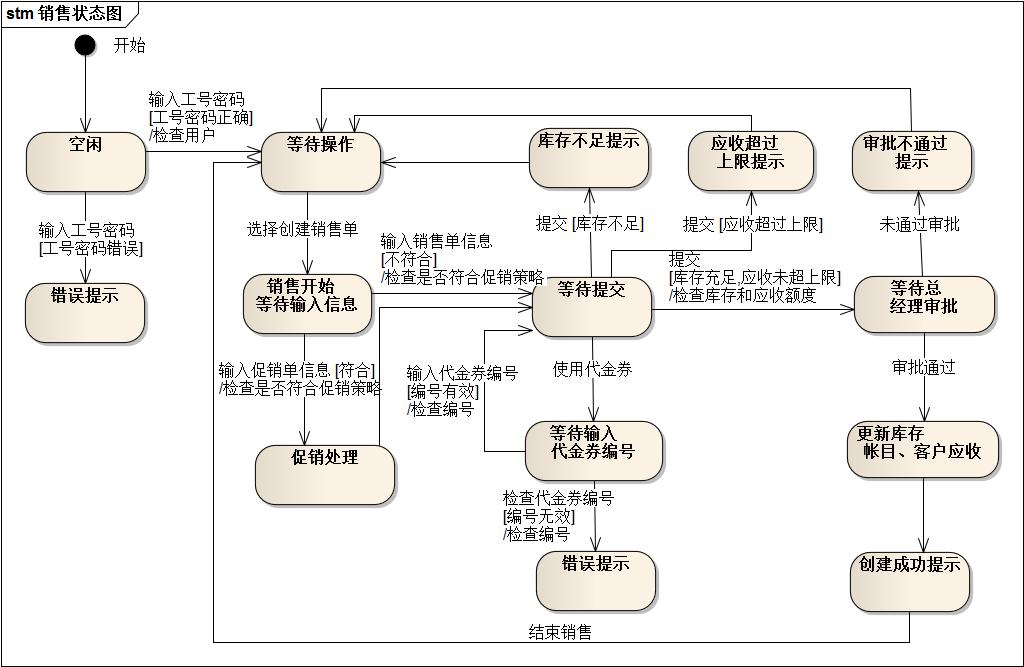 stm 销售状态图
开始
输入工号密码
[工号密码正确]
/检查用户
空闲
等待操作
库存不足提示
应收超过
上限提示
审批不通过
提示
输入工号密码
[工号密码错误]
选择创建销售单
提交 [库存不足]
提交 [应收超过上限]
未通过审批
输入销售单信息
[不符合]
/检查是否符合促销策略
提交
[库存充足,应收未超上限]
/检查库存和应收额度
错误提示
销售开始
等待输入信息
等待提交
等待总
经理审批
输入促销单信息 [符合]
/检查是否符合促销策略
输入代金券编号
[编号有效]
/检查编号
使用代金券
审批通过
促销处理
等待输入
代金券编号
更新库存
帐目、客户应收
检查代金券编号
[编号无效]
/检查编号
错误提示
创建成功提示
结束销售